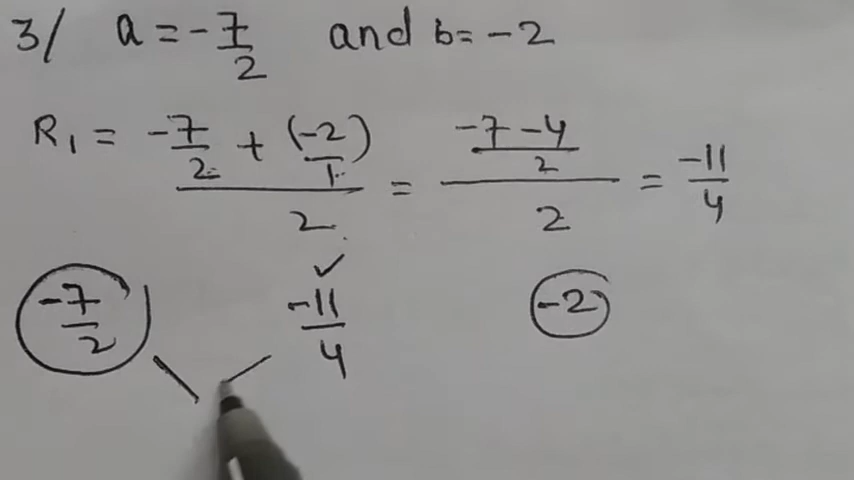 3/ a = -7/2 and b = -2
R₁ = (-7/2 + (-2/1))/2 = ((-7-4)/2)/2 = -11/4
-7/2 ✓ -11/4 -2